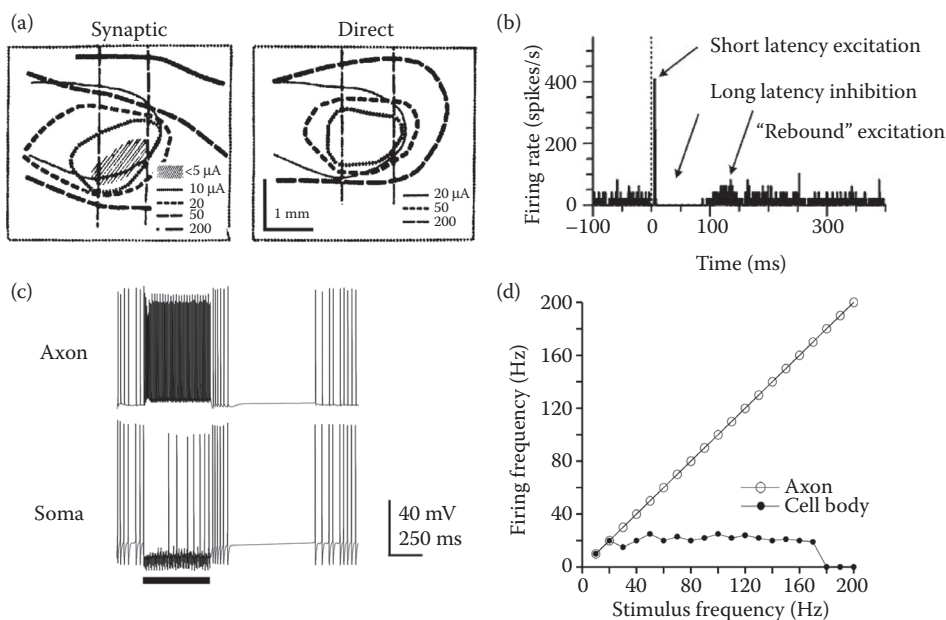 (a)
Synaptic
Direct
<5 μA
10 μA
20
50
200
1 mm
20 μA
50
200
(b)
Firing rate (spikes/s)
400
200
0
−100
0
100
300
Time (ms)
Short latency excitation
Long latency inhibition
“Rebound” excitation
(c)
Axon
Soma
40 mV
250 ms
(d)
Firing frequency (Hz)
200
160
120
80
40
0
Axon
Cell body
0
40
80
120
160
200
Stimulus frequency (Hz)